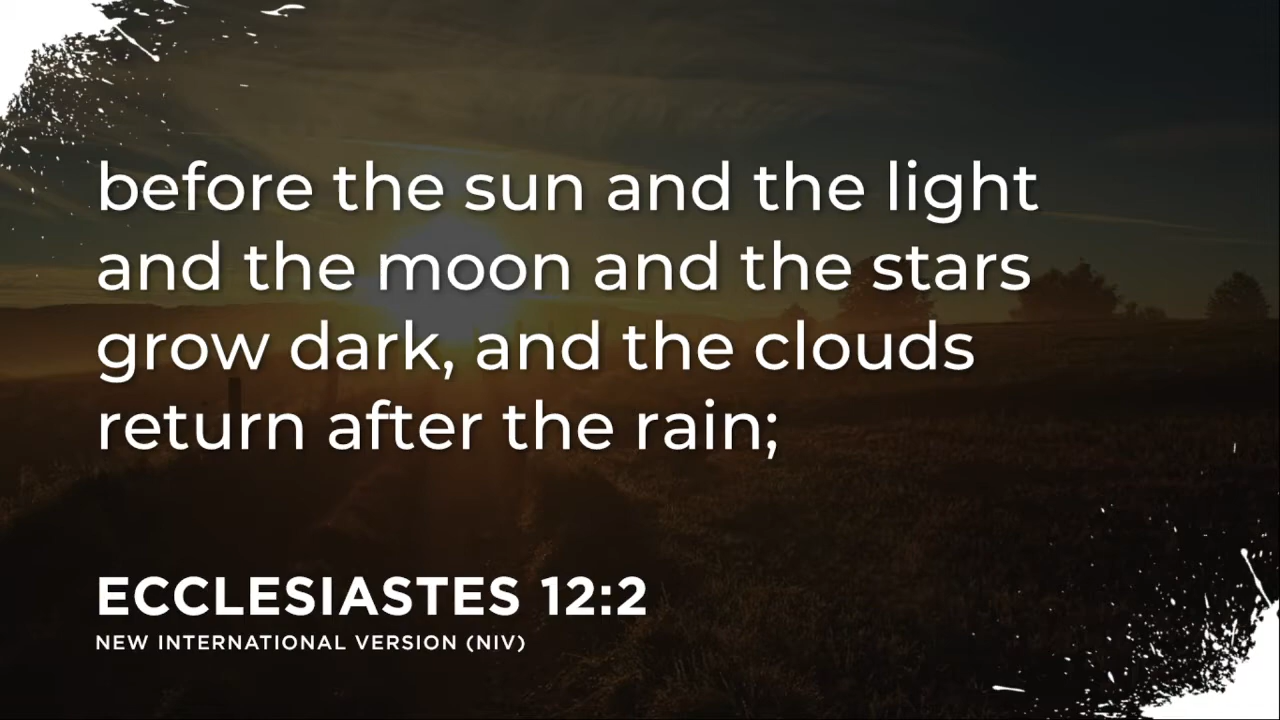 before the sun and the light
and the moon and the stars
grow dark, and the clouds
return after the rain;
ECCLESIASTES 12:2
NEW INTERNATIONAL VERSION (NIV)